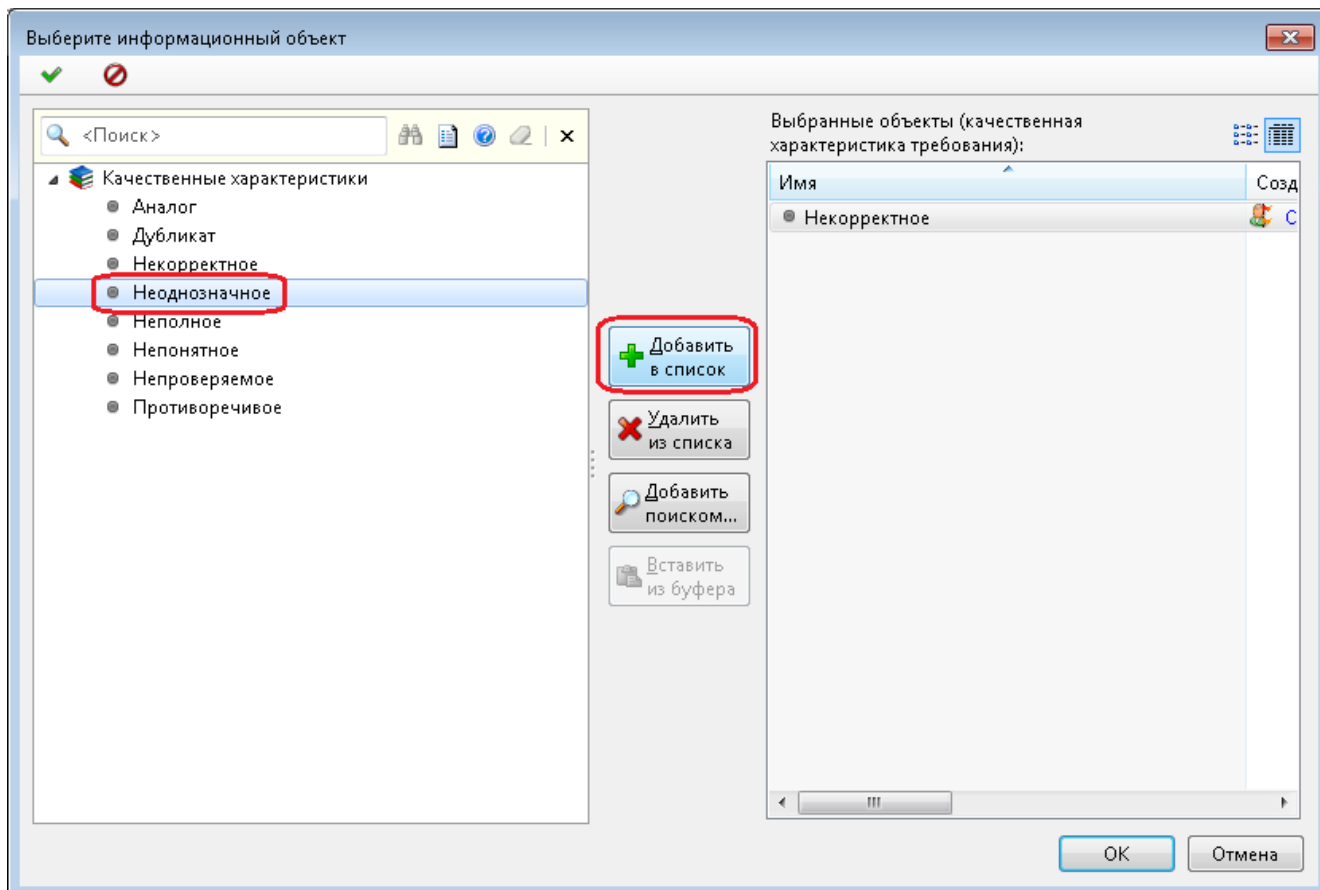 Выберите информационный объект
<Поиск>
Качественные характеристики
Аналог
Дубликат
Некорректное
Неоднозначное
Неполное
Непонятное
Непроверяемое
Противоречивое
Добавить
в список
Удалить
из списка
Добавить
поиском...
Вставить
из буфера
Выбранные объекты (качественная
характеристика требования):
Имя Созд
Некорректное С
OK Отмена